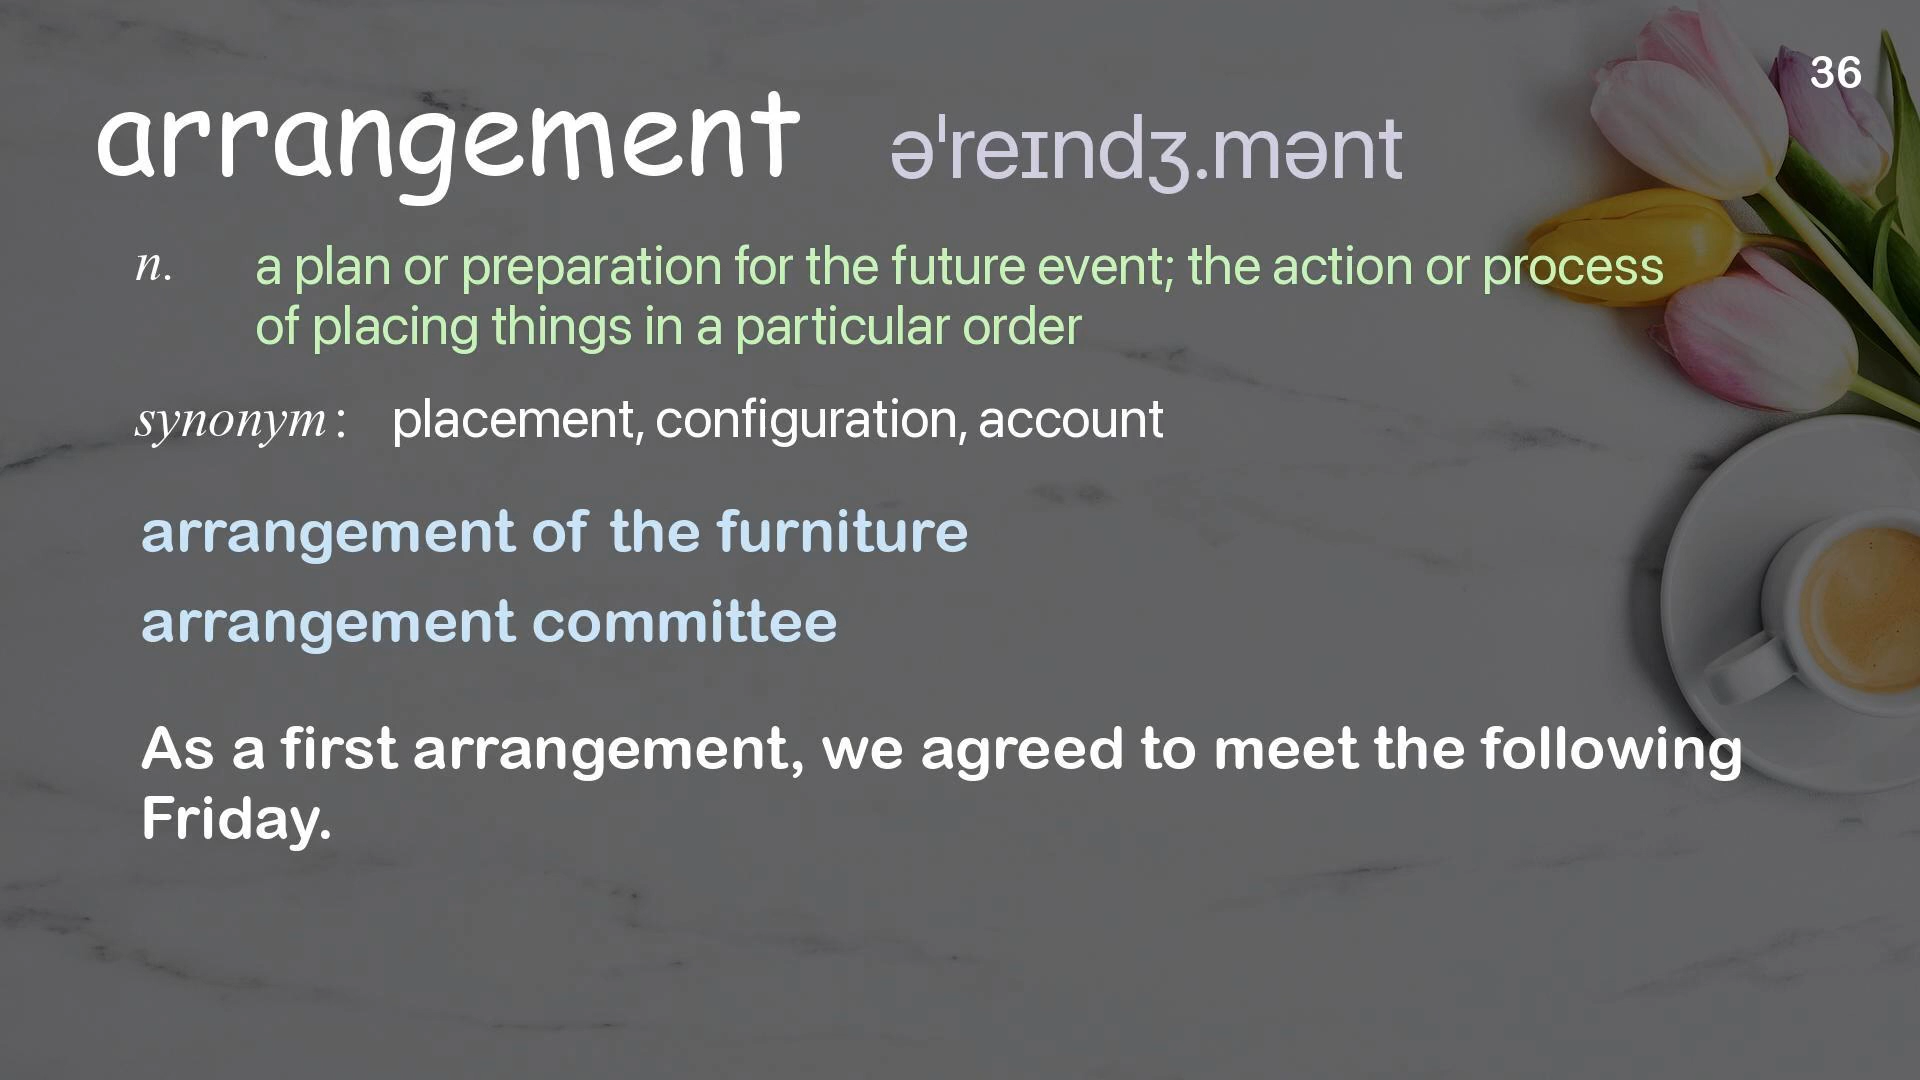 36
arrangement əˈreɪndʒ.mənt
n. a plan or preparation for the future event; the action or process
of placing things in a particular order
synonym: placement, configuration, account
arrangement of the furniture
arrangement committee
As a first arrangement, we agreed to meet the following
Friday.